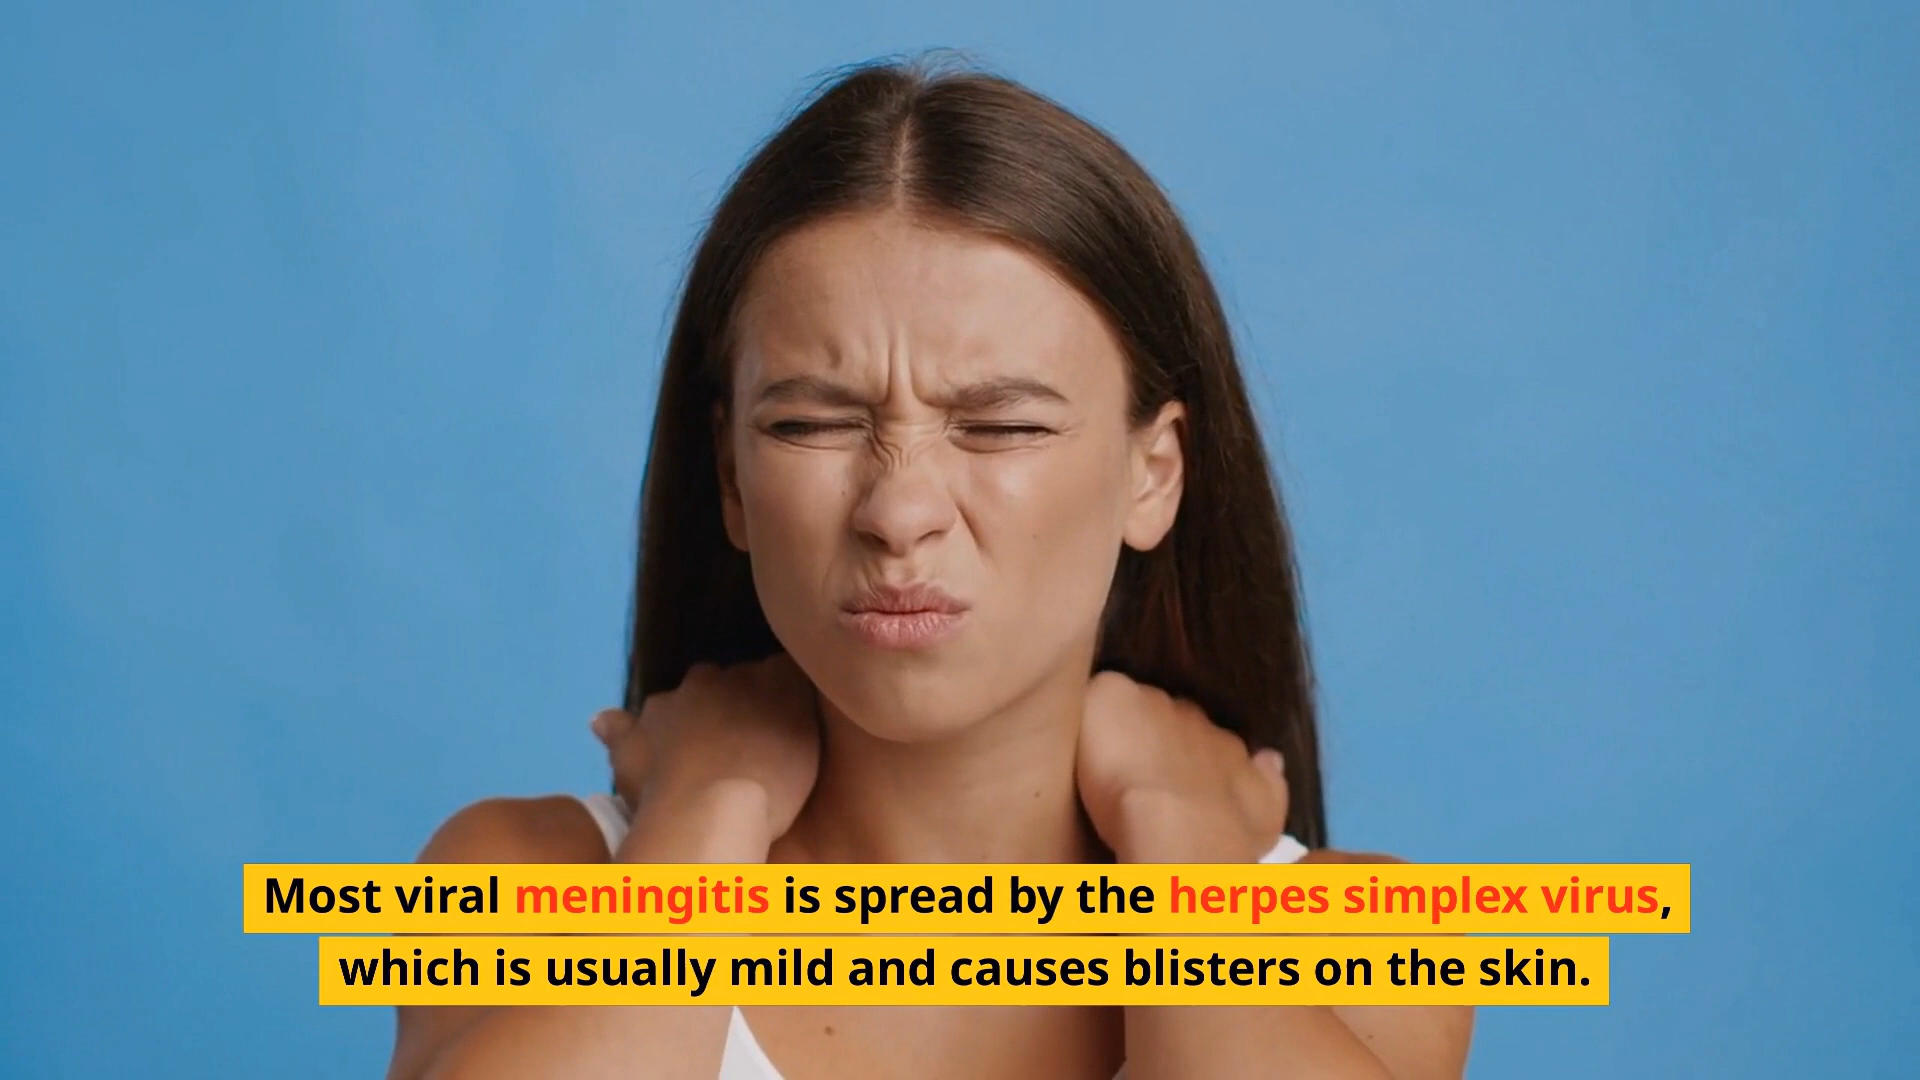 Most viral meningitis is spread by the herpes simplex virus,
which is usually mild and causes blisters on the skin.